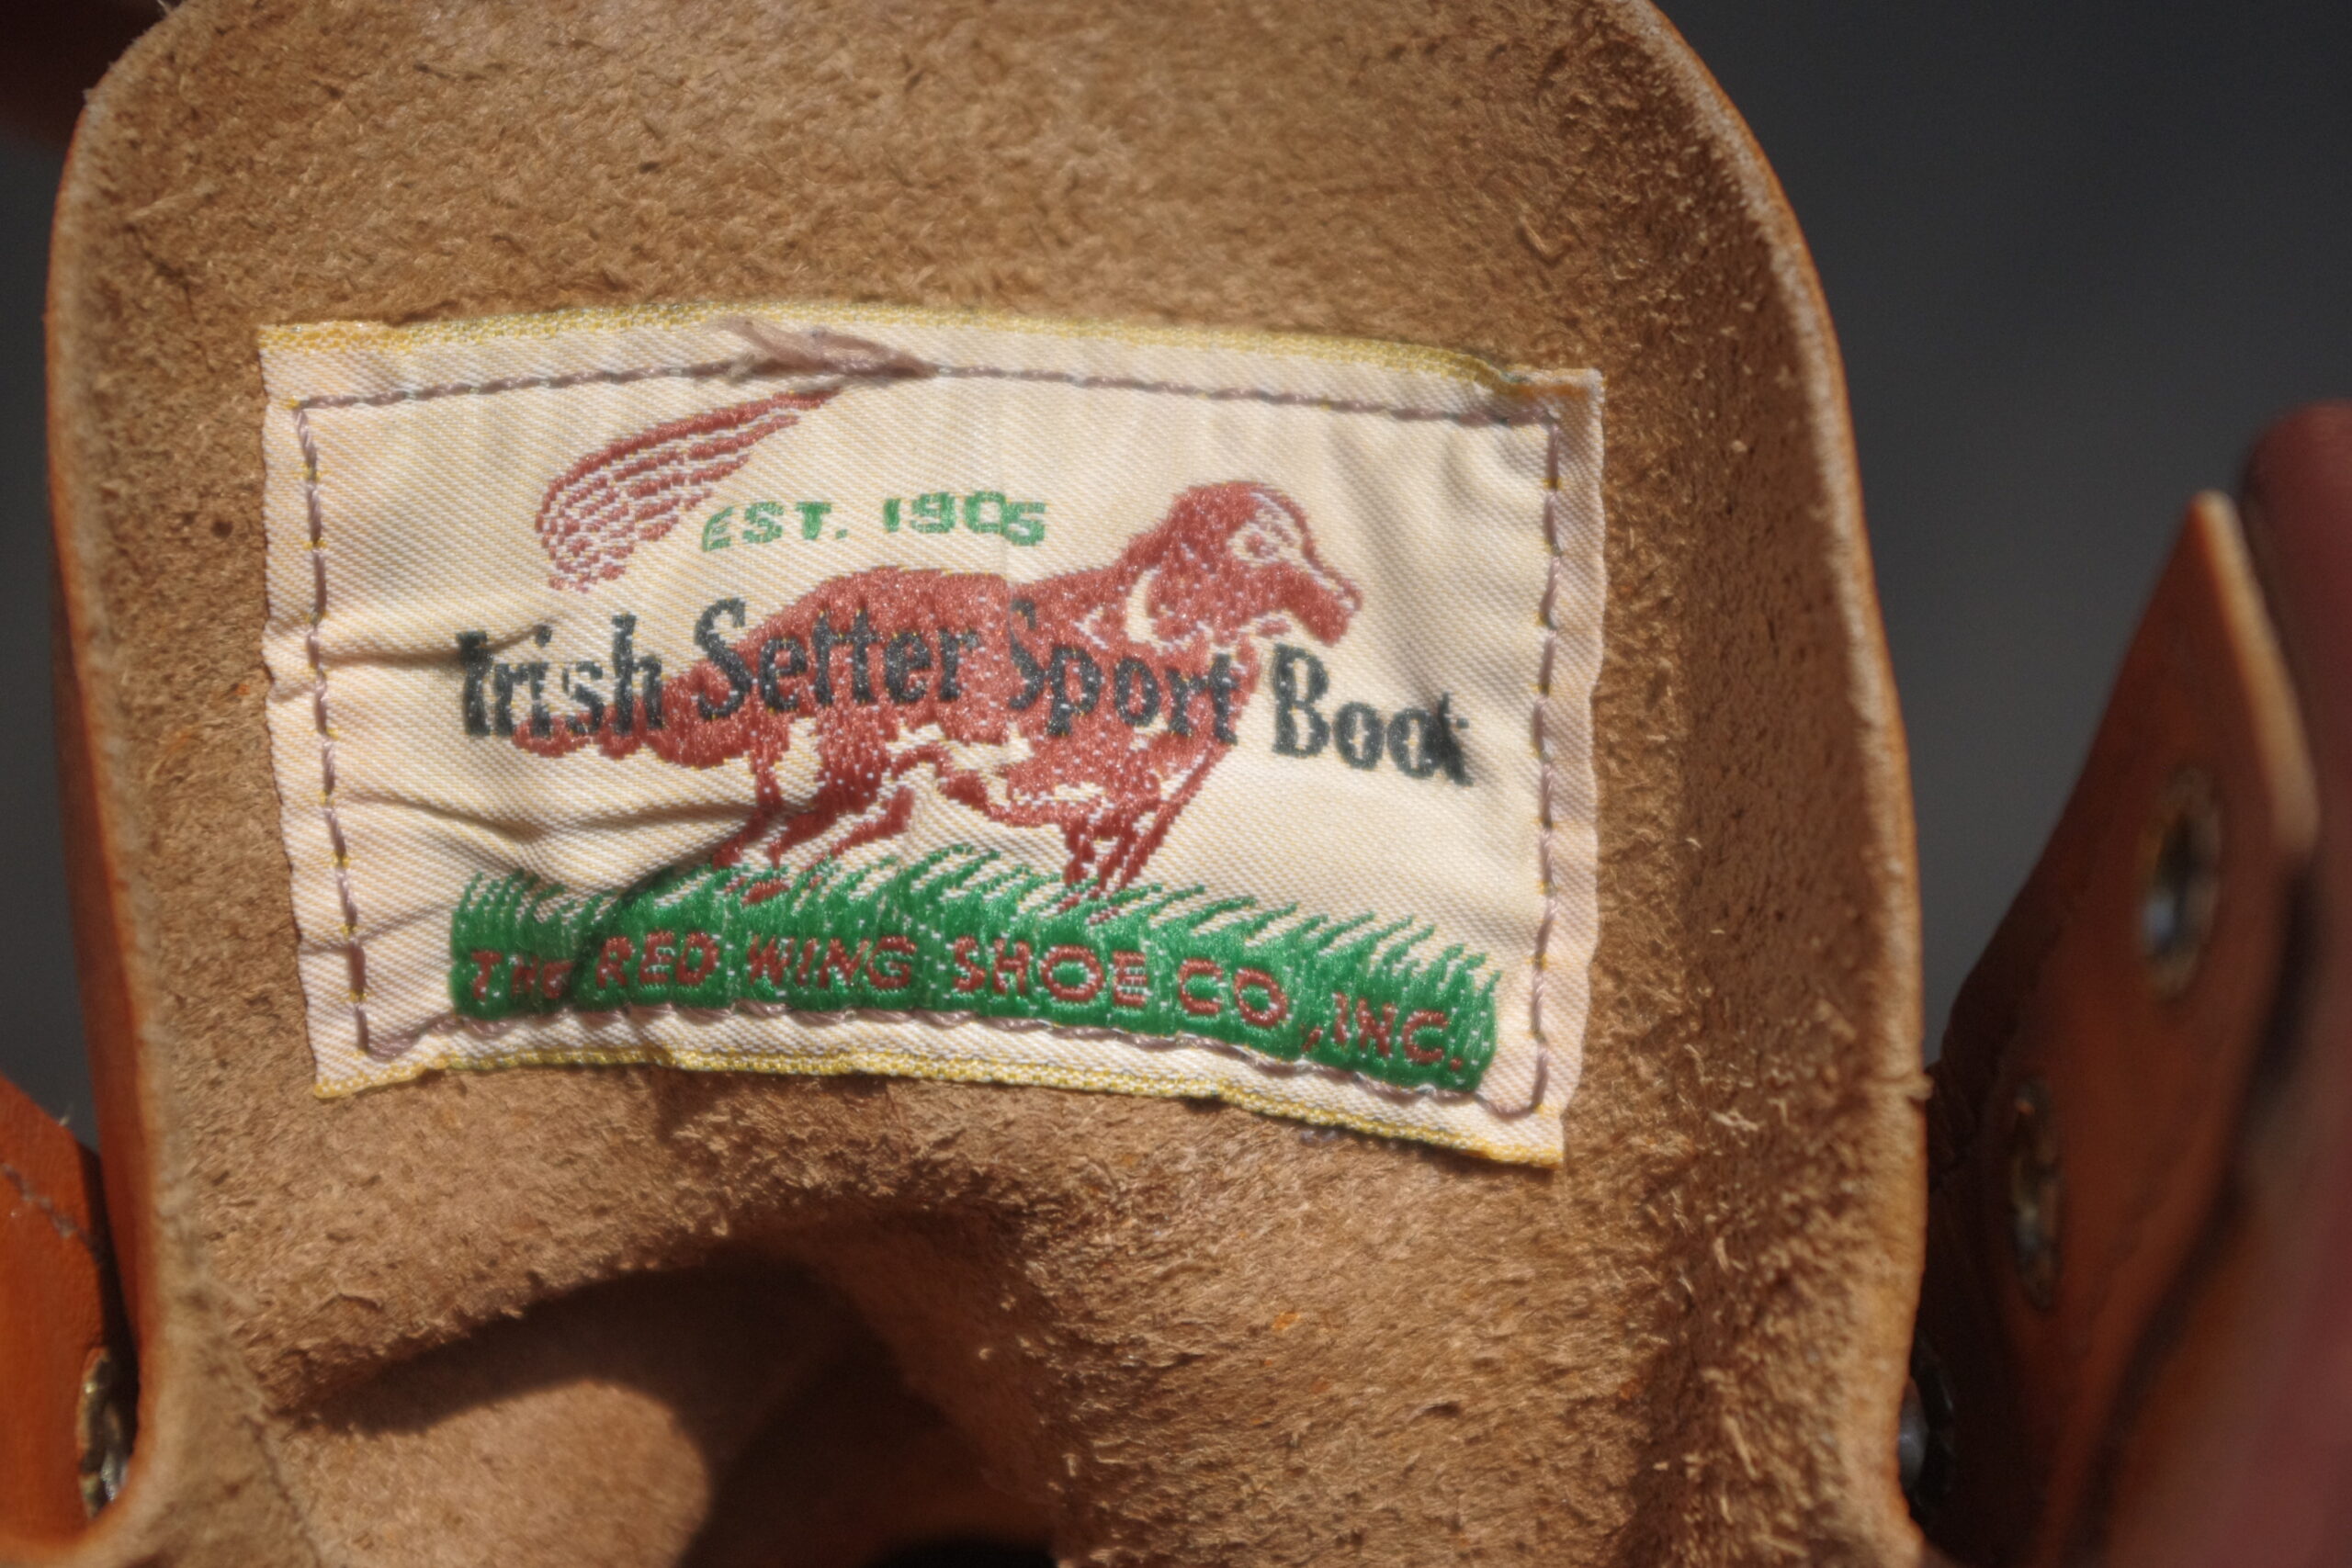 EST. 1905
Irish Setter Sport Boot
THE RED WING SHOE CO., INC.